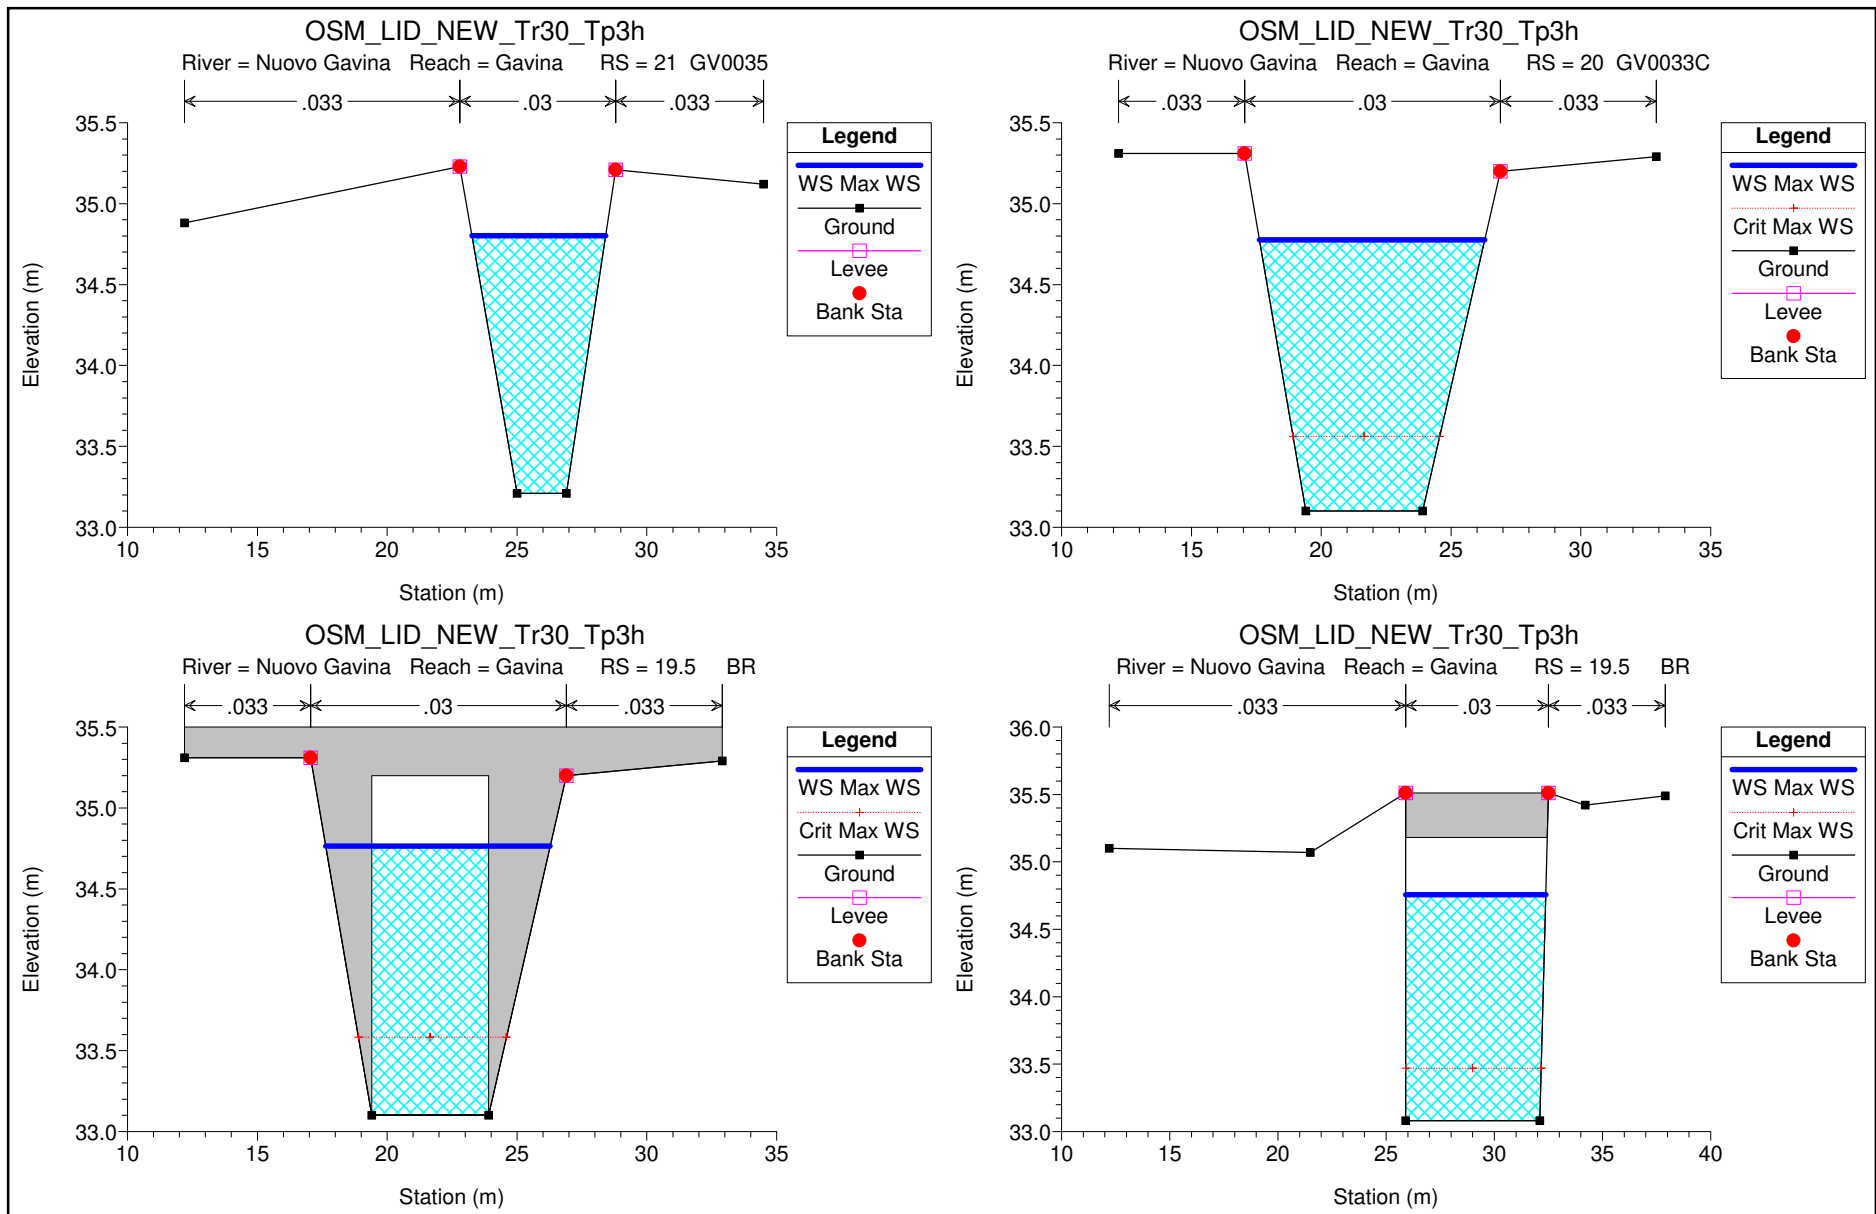 OSM_LID_NEW_Tr30_Tp3h
River = Nuovo Gavina Reach = Gavina RS = 21 GV0035
.033 .03 .033
35.5
35.0
34.5
34.0
33.5
33.0
Elevation (m)
10 15 20 25 30 35
Station (m)
Legend
WS Max WS
Ground
Levee
Bank Sta
OSM_LID_NEW_Tr30_Tp3h
River = Nuovo Gavina Reach = Gavina RS = 20 GV0033C
.033 .03 .033
35.5
35.0
34.5
34.0
33.5
33.0
Elevation (m)
10 15 20 25 30 35
Station (m)
Legend
WS Max WS
Crit Max WS
Ground
Levee
Bank Sta
OSM_LID_NEW_Tr30_Tp3h
River = Nuovo Gavina Reach = Gavina RS = 19.5 BR
.033 .03 .033
35.5
35.0
34.5
34.0
33.5
33.0
Elevation (m)
10 15 20 25 30 35
Station (m)
Legend
WS Max WS
Crit Max WS
Ground
Levee
Bank Sta
OSM_LID_NEW_Tr30_Tp3h
River = Nuovo Gavina Reach = Gavina RS = 19.5 BR
.033 .03 .033
36.0
35.5
35.0
34.5
34.0
33.5
33.0
Elevation (m)
10 15 20 25 30 35 40
Station (m)
Legend
WS Max WS
Crit Max WS
Ground
Levee
Bank Sta